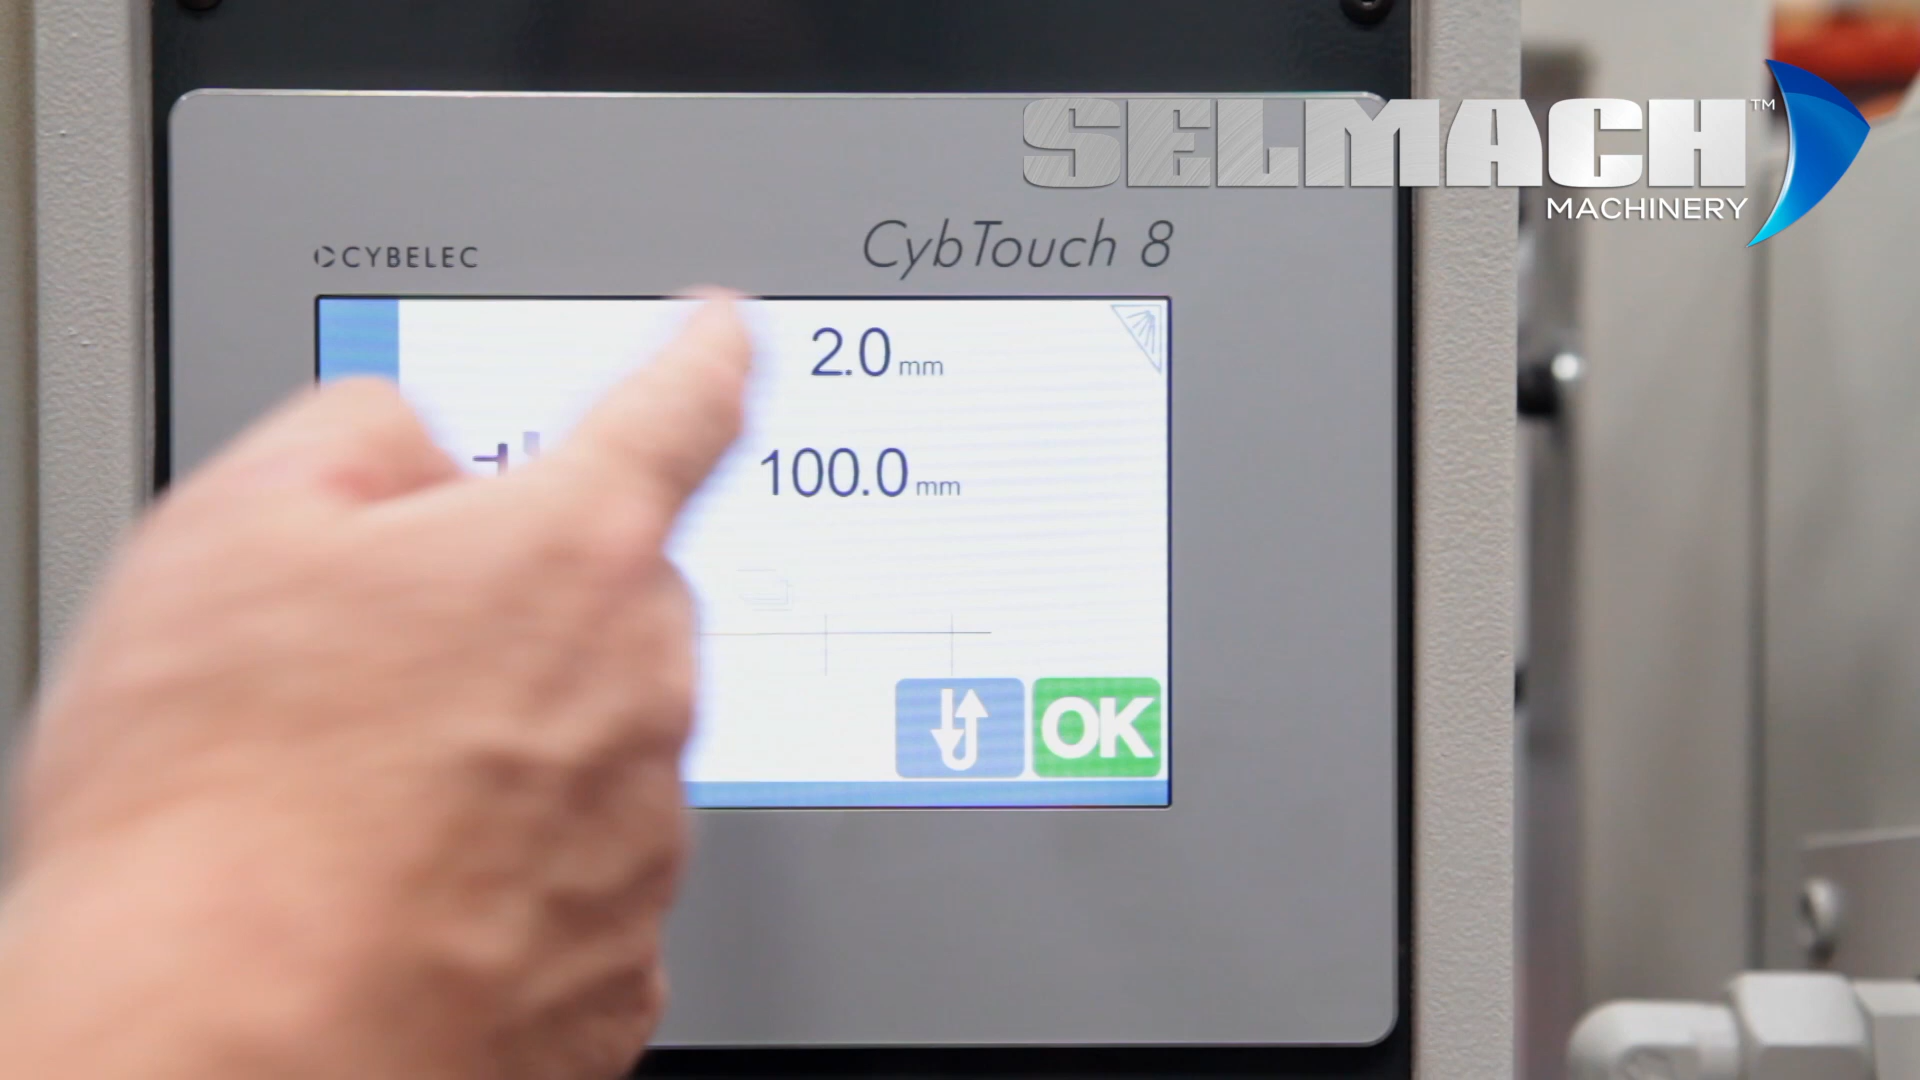 SELMACH™
MACHINERY
CYBELEC
CybTouch 8
2.0 mm
100.0 mm
OK